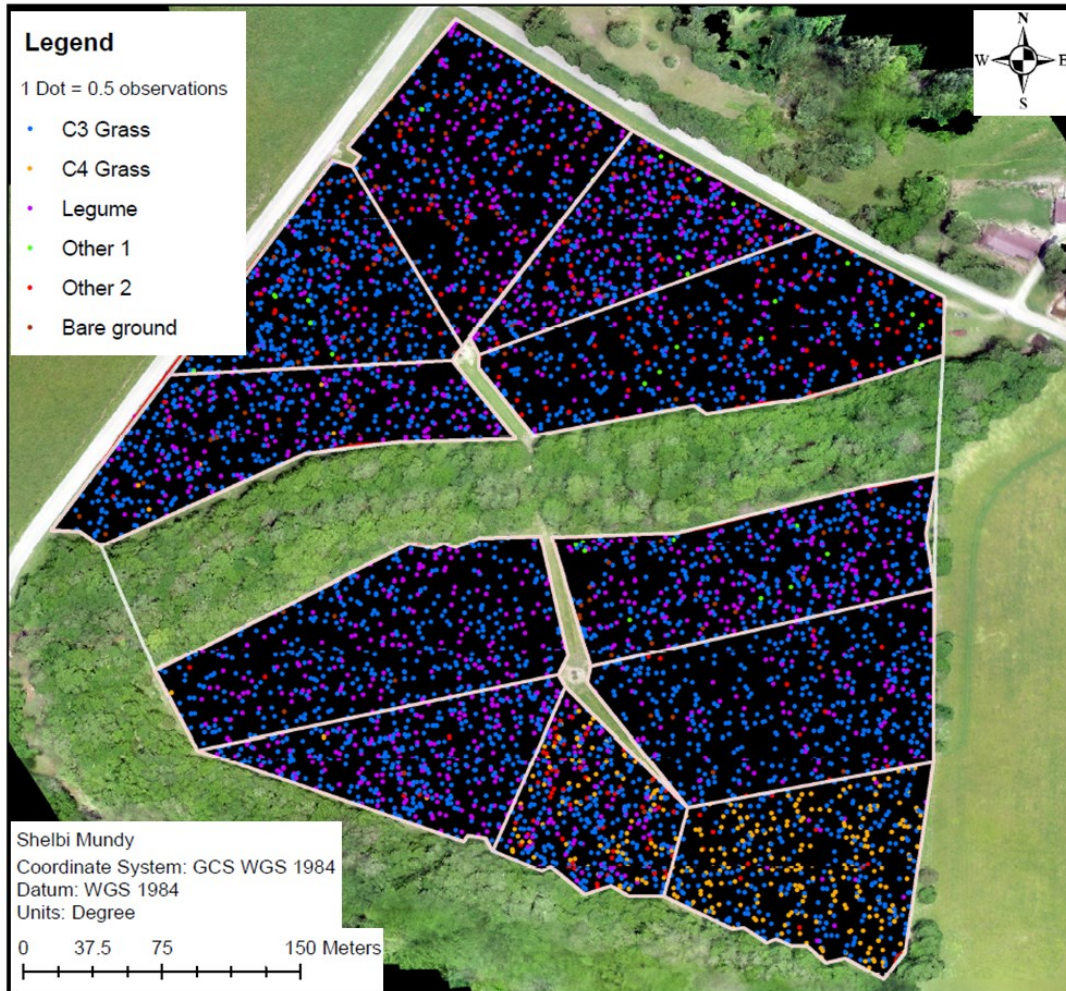 Legend
1 Dot = 0.5 observations
C3 Grass
C4 Grass
Legume
Other 1
Other 2
Bare ground
N
W E
S
Shelbi Mundy
Coordinate System: GCS WGS 1984
Datum: WGS 1984
Units: Degree
0 37.5 75 150 Meters